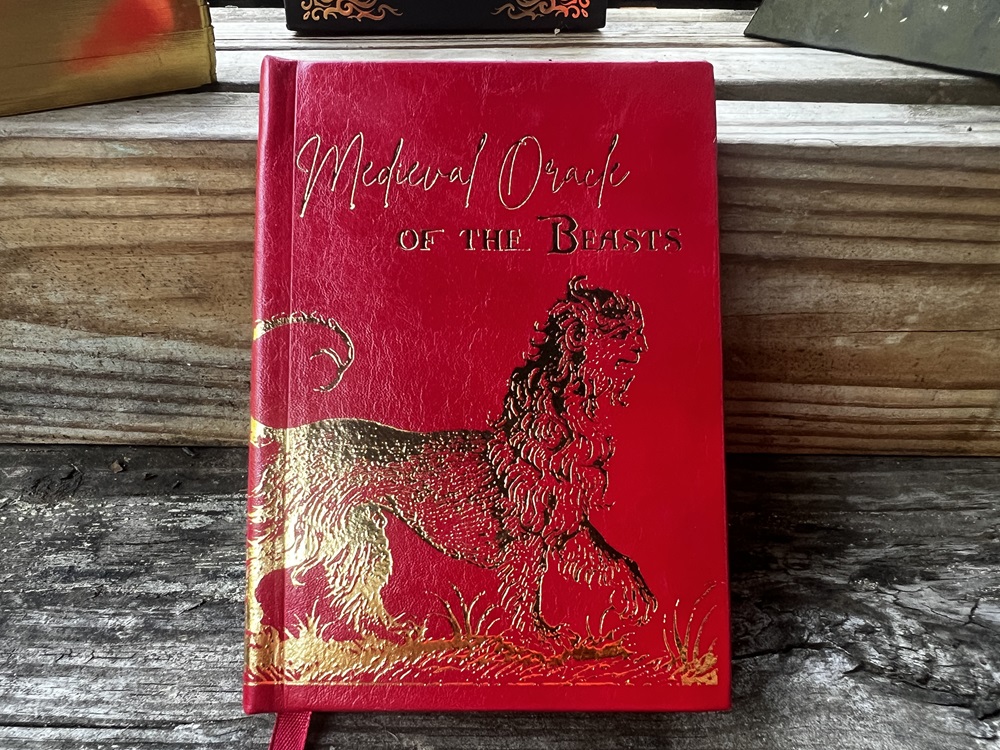 Medieval Oracle
OF THE BEASTS